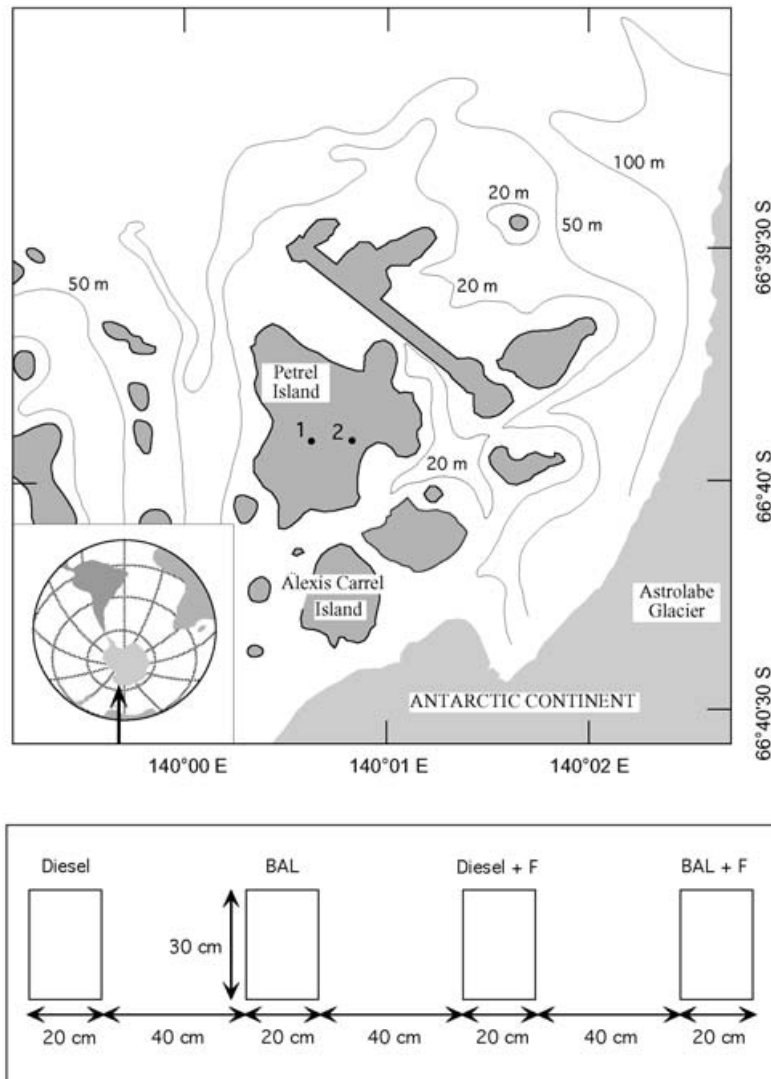 100 m
20 m
50 m
66°39'30 S
50 m
20 m
Petrel
Island
1
2
20 m
66°40' S
Alexis Carrel
Island
Astrolabe
Glacier
ANTARCTIC CONTINENT
66°40'30 S
140°00 E
140°01 E
140°02 E
Diesel
BAL
Diesel + F
BAL + F
30 cm
20 cm
40 cm
20 cm
40 cm
20 cm
40 cm
20 cm